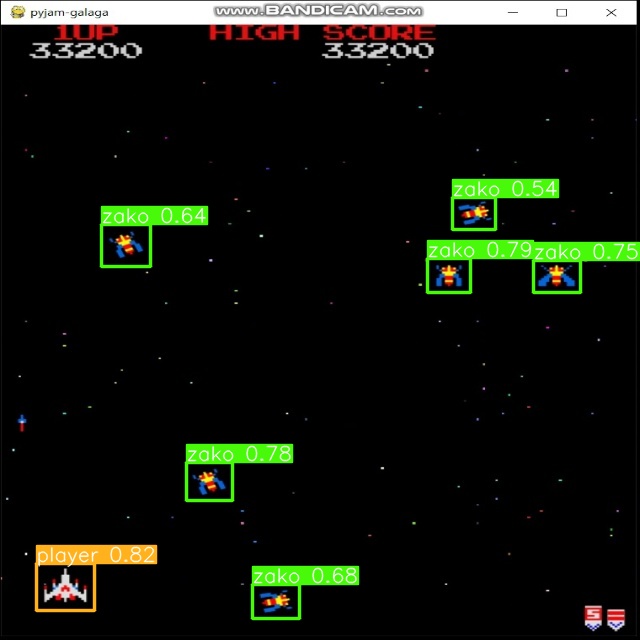 pyjam-galaga
www.BANDICAM.com
1UP HIGH SCORE
33200 33200
zako 0.54
zako 0.64
zako 0.79
zako 0.75
zako 0.78
player 0.82
zako 0.68
5